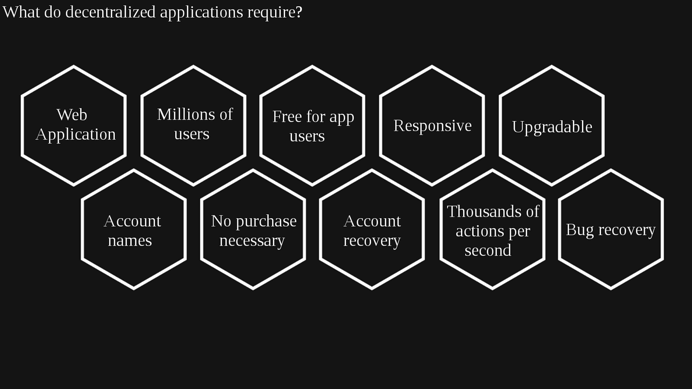 What do decentralized applications require?
Web
Application
Millions of
users
Free for app
users
Responsive
Upgradable
Account
names
No purchase
necessary
Account
recovery
Thousands of
actions per
second
Bug recovery